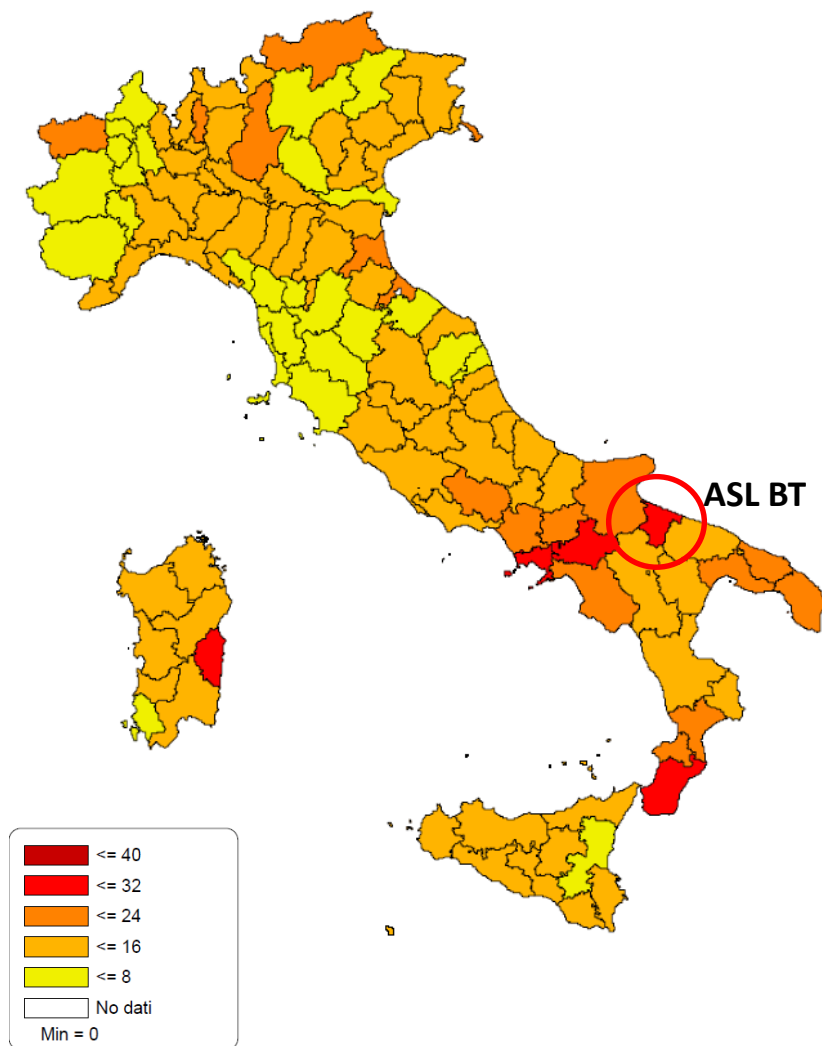 ASL BT
<= 40
<= 32
<= 24
<= 16
<= 8
No dati
Min = 0